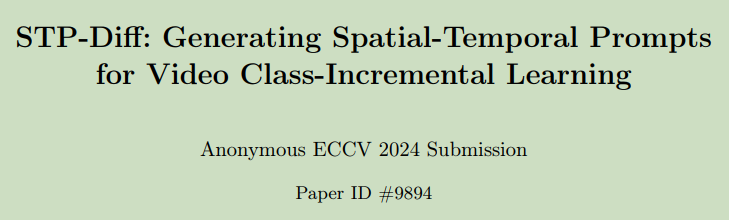 STP-Diff: Generating Spatial-Temporal Prompts
for Video Class-Incremental Learning
Anonymous ECCV 2024 Submission
Paper ID #9894